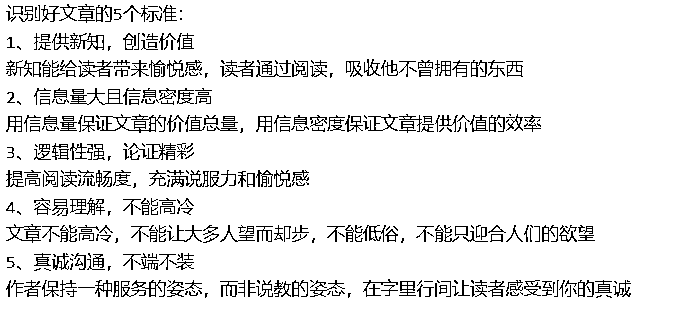 识别好文章的5个标准：
1、提供新知，创造价值
新知能给读者带来愉悦感，读者通过阅读，吸收他不曾拥有的东西
2、信息量大且信息密度高
用信息量保证文章的价值总量，用信息密度保证文章提供价值的效率
3、逻辑性强，论证精彩
提高阅读流畅度，充满说服力和愉悦感
4、容易理解，不能高冷
文章不能高冷，不能让大多人望而却步，不能低俗，不能只迎合人们的欲望
5、真诚沟通，不端不装
作者保持一种服务的姿态，而非说教的姿态，在字里行间让读者感受到你的真诚